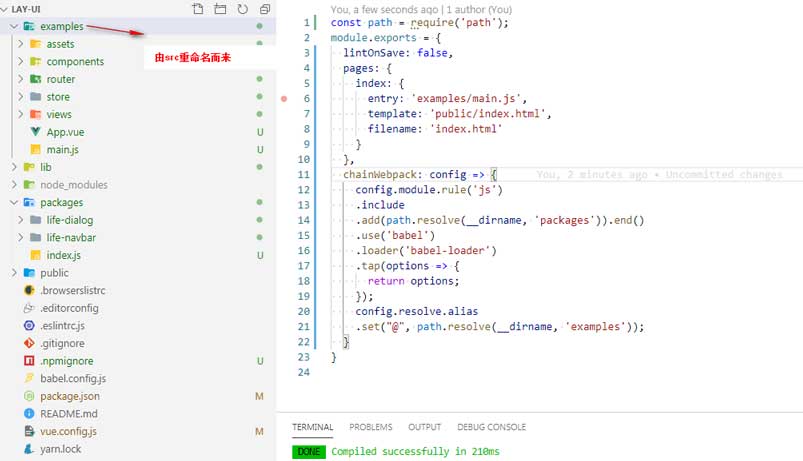 LAY-UI
examples
assets
components
router
store
views
App.vue U
main.js U
lib
node_modules
packages
life-dialog
life-navbar
index.js U
public
.browserslistrc
.editorconfig
.eslintrc.js
.gitignore
.npmignore U
babel.config.js
package.json M
README.md
vue.config.js M
yarn.lock
由src重命名而来
You, a few seconds ago | 1 author (You)
1 const path = require('path');
2 module.exports = {
3 lintOnSave: false,
4 pages: {
5 index: {
6 entry: 'examples/main.js',
7 template: 'public/index.html',
8 filename: 'index.html'
9 }
10 },
11 chainWebpack: config => { You, 2 minutes ago • Uncommitted changes
12 config.module.rule('js')
13 .include
14 .add(path.resolve(__dirname, 'packages')).end()
15 .use('babel')
16 .loader('babel-loader')
17 .tap(options => {
18 return options;
19 });
20 config.resolve.alias
21 .set("@", path.resolve(__dirname, 'examples'));
22 }
23 }
24
TERMINAL PROBLEMS OUTPUT DEBUG CONSOLE
DONE Compiled successfully in 210ms